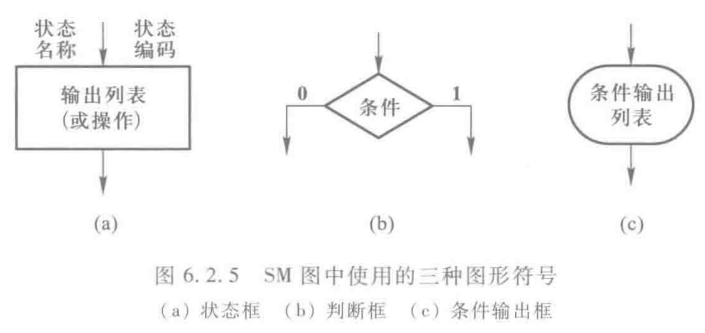 状态 状态
名称 编码
输出列表
(或操作)
(a)
0 1
条件
(b)
条件输出
列表
(c)
图 6.2.5 SM 图中使用的三种图形符号
(a) 状态框 (b) 判断框 (c) 条件输出框